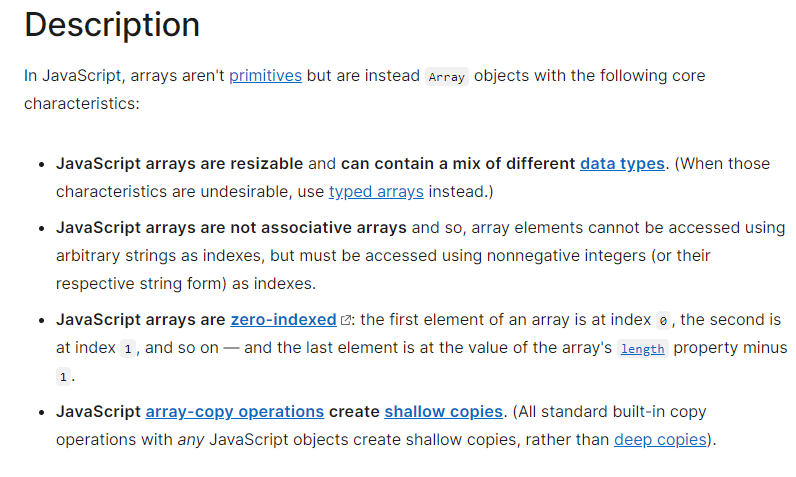 Description
In JavaScript, arrays aren't primitives but are instead Array objects with the following core
characteristics:
• JavaScript arrays are resizable and can contain a mix of different data types. (When those
characteristics are undesirable, use typed arrays instead.)
• JavaScript arrays are not associative arrays and so, array elements cannot be accessed using
arbitrary strings as indexes, but must be accessed using nonnegative integers (or their
respective string form) as indexes.
• JavaScript arrays are zero-indexed: the first element of an array is at index 0, the second is
at index 1, and so on — and the last element is at the value of the array's length property minus
1.
• JavaScript array-copy operations create shallow copies. (All standard built-in copy
operations with any JavaScript objects create shallow copies, rather than deep copies).